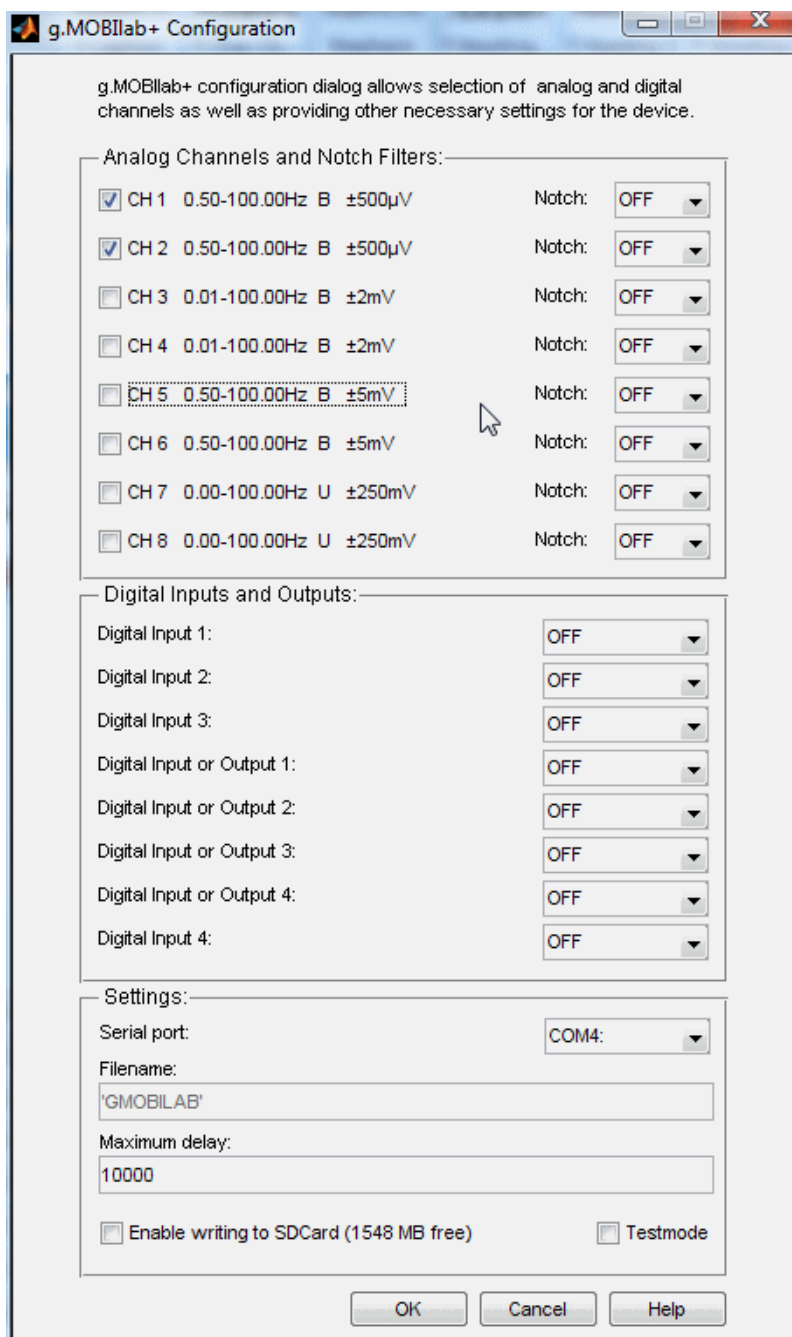 g.MOBIlab+ Configuration
g.MOBIlab+ configuration dialog allows selection of analog and digital
channels as well as providing other necessary settings for the device.
Analog Channels and Notch Filters:
CH 1 0.50-100.00Hz B ±500µV Notch: OFF
CH 2 0.50-100.00Hz B ±500µV Notch: OFF
CH 3 0.01-100.00Hz B ±2mV Notch: OFF
CH 4 0.01-100.00Hz B ±2mV Notch: OFF
CH 5 0.50-100.00Hz B ±5mV Notch: OFF
CH 6 0.50-100.00Hz B ±5mV Notch: OFF
CH 7 0.00-100.00Hz U ±250mV Notch: OFF
CH 8 0.00-100.00Hz U ±250mV Notch: OFF
Digital Inputs and Outputs:
Digital Input 1: OFF
Digital Input 2: OFF
Digital Input 3: OFF
Digital Input or Output 1: OFF
Digital Input or Output 2: OFF
Digital Input or Output 3: OFF
Digital Input or Output 4: OFF
Digital Input 4: OFF
Settings:
Serial port: COM4:
Filename:
'GMOBILAB'
Maximum delay:
10000
Enable writing to SDCard (1548 MB free) Testmode
OK Cancel Help